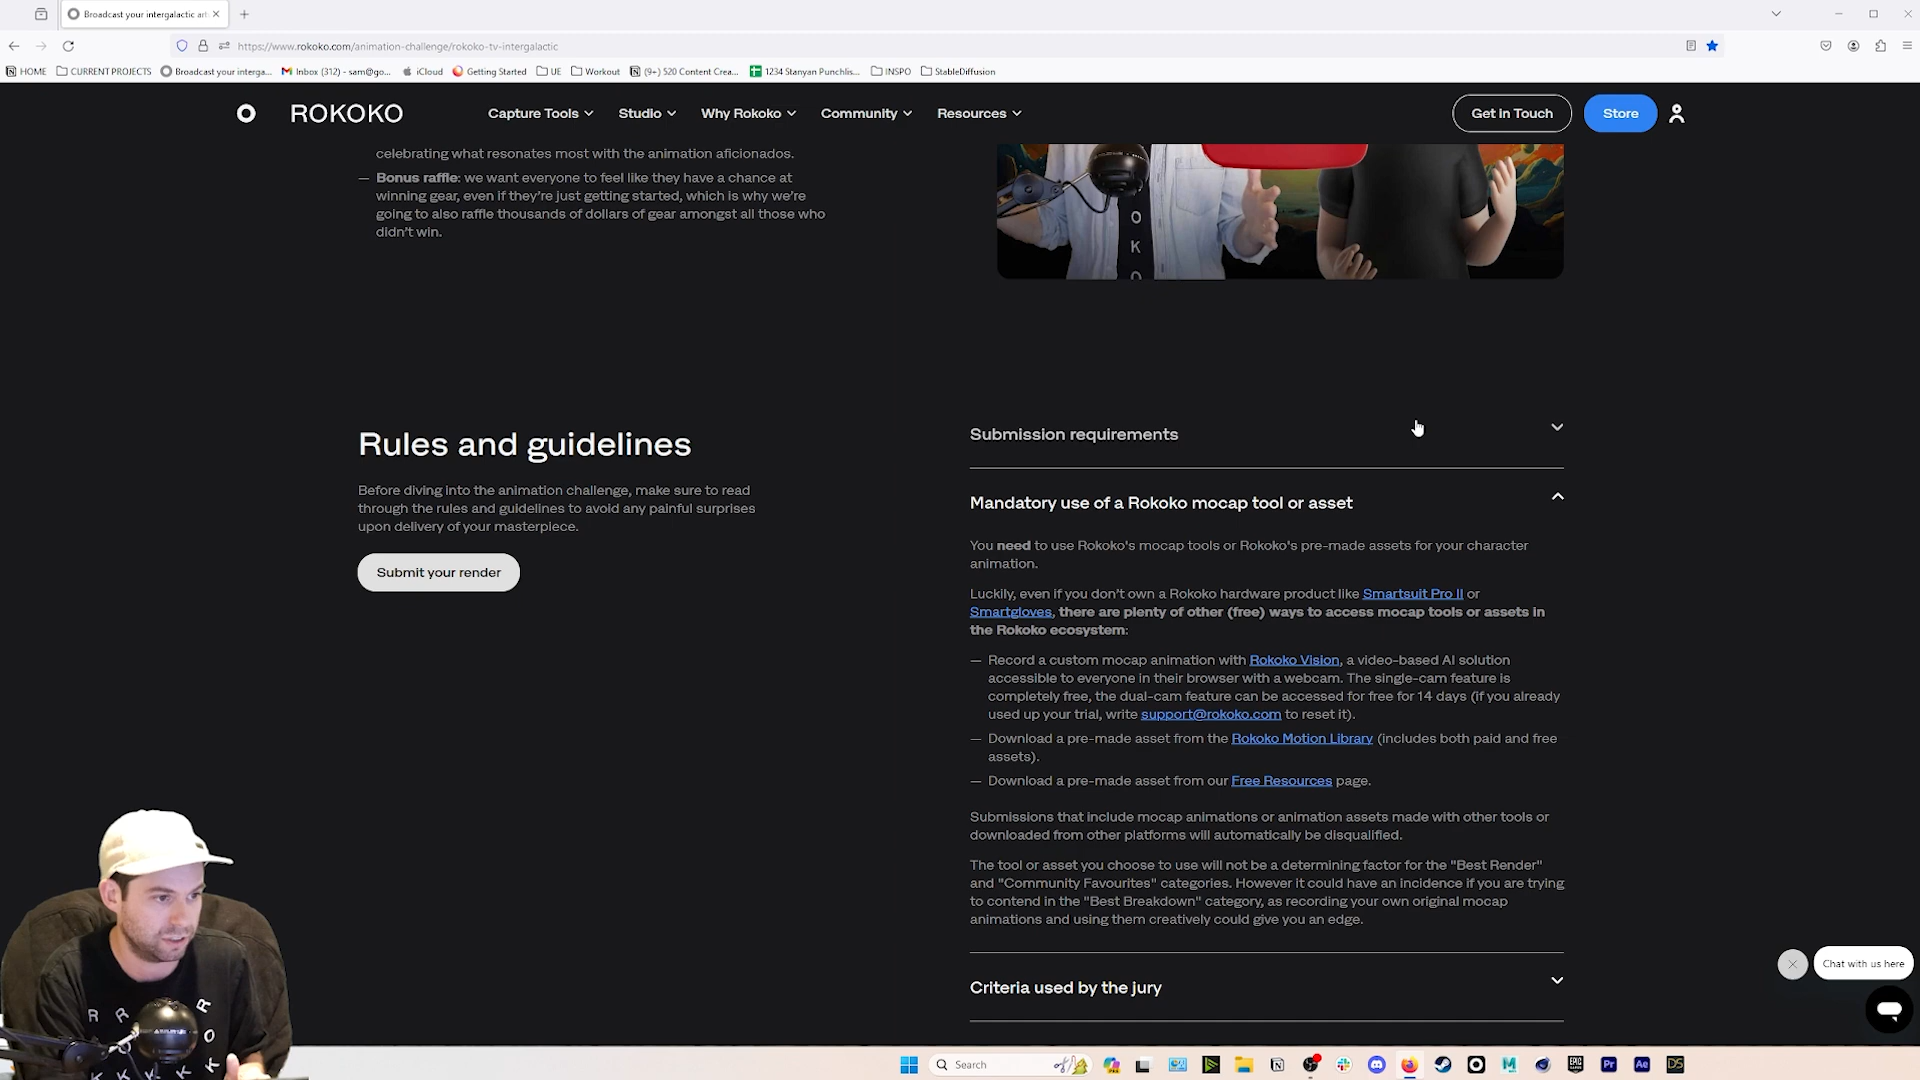 Broadcast your intergalactic art
https://www.rokoko.com/animation-challenge/rokoko-tv-intergalactic
HOME
CURRENT PROJECTS
Broadcast your interga...
Inbox (312) - sam@go...
iCloud
Getting Started
UE
Workout
(9+) 520 Content Crea...
1234 Stanyan Punchlis...
INSPO
StableDiffusion
ROKOKO
Capture Tools
Studio
Why Rokoko
Community
Resources
Get in Touch
Store
celebrating what resonates most with the animation aficionados.
— Bonus raffle: we want everyone to feel like they have a chance at
winning gear, even if they're just getting started, which is why we're
going to also raffle thousands of dollars of gear amongst all those who
didn't win.
O
K
O
Rules and guidelines
Before diving into the animation challenge, make sure to read
through the rules and guidelines to avoid any painful surprises
upon delivery of your masterpiece.
Submit your render
Submission requirements
Mandatory use of a Rokoko mocap tool or asset
You need to use Rokoko's mocap tools or Rokoko's pre-made assets for your character
animation.
Luckily, even if you don't own a Rokoko hardware product like Smartsuit Pro II or
Smartgloves, there are plenty of other (free) ways to access mocap tools or assets in
the Rokoko ecosystem:
— Record a custom mocap animation with Rokoko Vision, a video-based AI solution
accessible to everyone in their browser with a webcam. The single-cam feature is
completely free, the dual-cam feature can be accessed for free for 14 days (if you already
used up your trial, write support@rokoko.com to reset it).
— Download a pre-made asset from the Rokoko Motion Library (includes both paid and free
assets).
— Download a pre-made asset from our Free Resources page.
Submissions that include mocap animations or animation assets made with other tools or
downloaded from other platforms will automatically be disqualified.
The tool or asset you choose to use will not be a determining factor for the "Best Render"
and "Community Favourites" categories. However it could have an incidence if you are trying
to contend in the "Best Breakdown" category, as recording your own original mocap
animations and using them creatively could give you an edge.
Criteria used by the jury
Chat with us here
Search